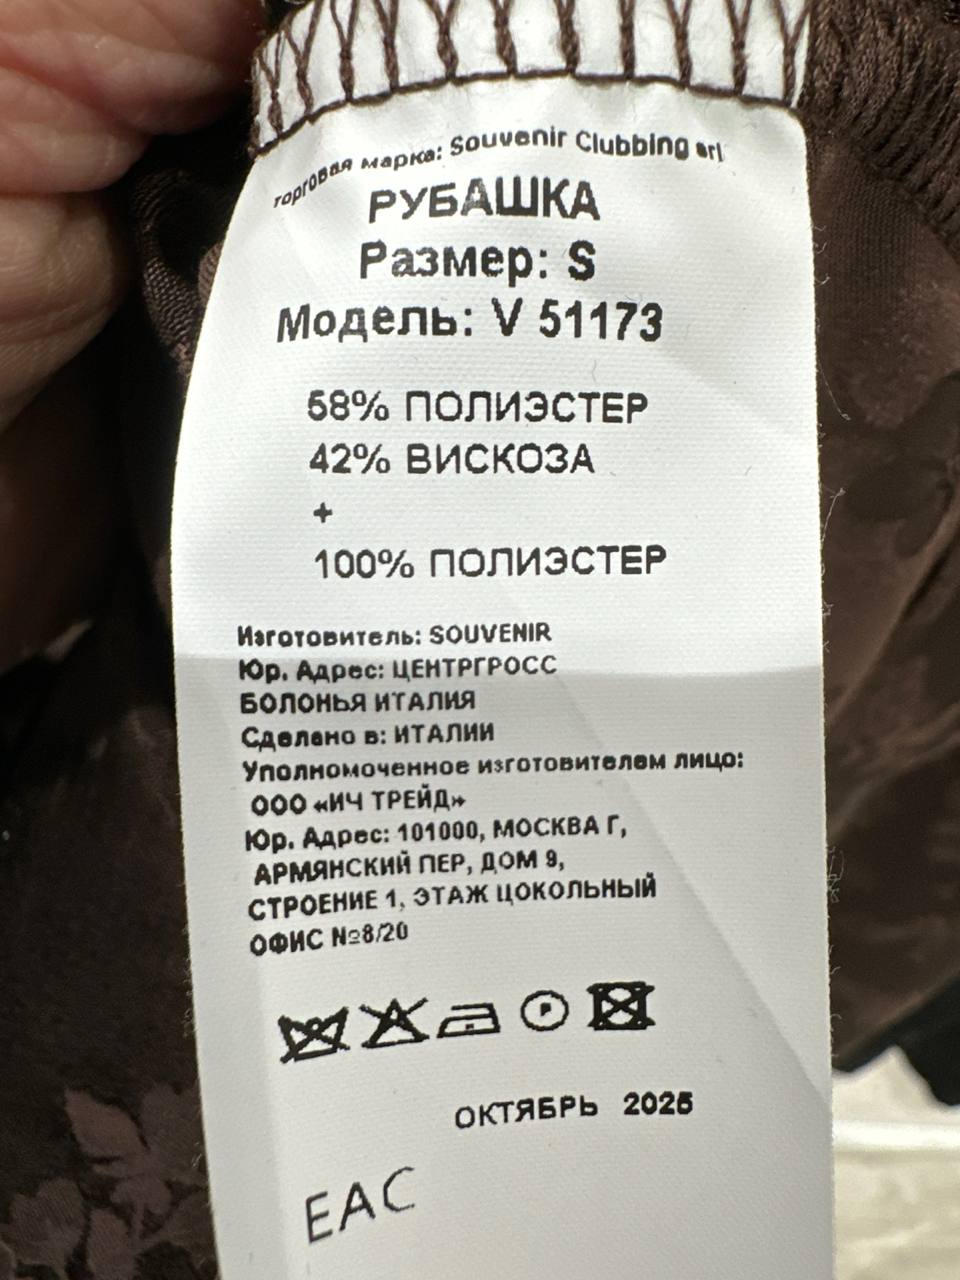 торговая марка: Souvenir Clubbing srl
РУБАШКА
Размер: S
Модель: V 51173
58% ПОЛИЭСТЕР
42% ВИСКОЗА
+
100% ПОЛИЭСТЕР
Изготовитель: SOUVENIR
Юр. Адрес: ЦЕНТРГРОСС
БОЛОНЬЯ ИТАЛИЯ
Сделано в: ИТАЛИИ
Уполномоченное изготовителем лицо:
ООО «ИЧ ТРЕЙД»
Юр. Адрес: 101000, МОСКВА Г,
АРМЯНСКИЙ ПЕР, ДОМ 9,
СТРОЕНИЕ 1, ЭТАЖ ЦОКОЛЬНЫЙ
ОФИС №8/20
P
ОКТЯБРЬ 2025
EAC